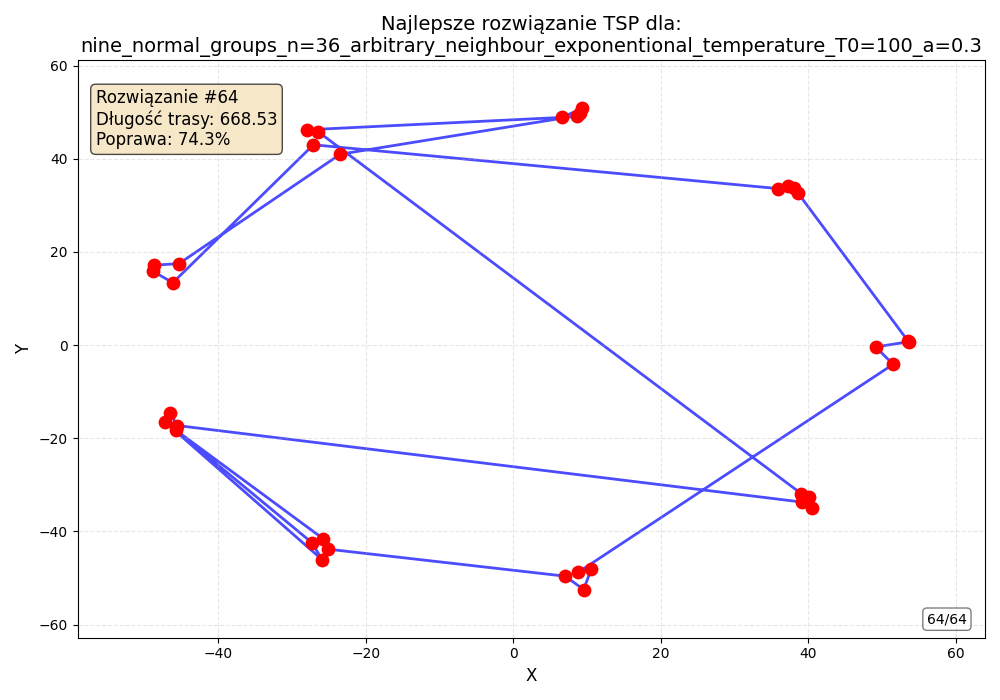 Najlepsze rozwiązanie TSP dla:
nine_normal_groups_n=36_arbitrary_neighbour_exponentional_temperature_T0=100_a=0.3
60
40
20
0
−20
−40
−60
Y
Rozwiązanie #64
Długość trasy: 668.53
Poprawa: 74.3%
64/64
−40
−20
0
20
40
60
X